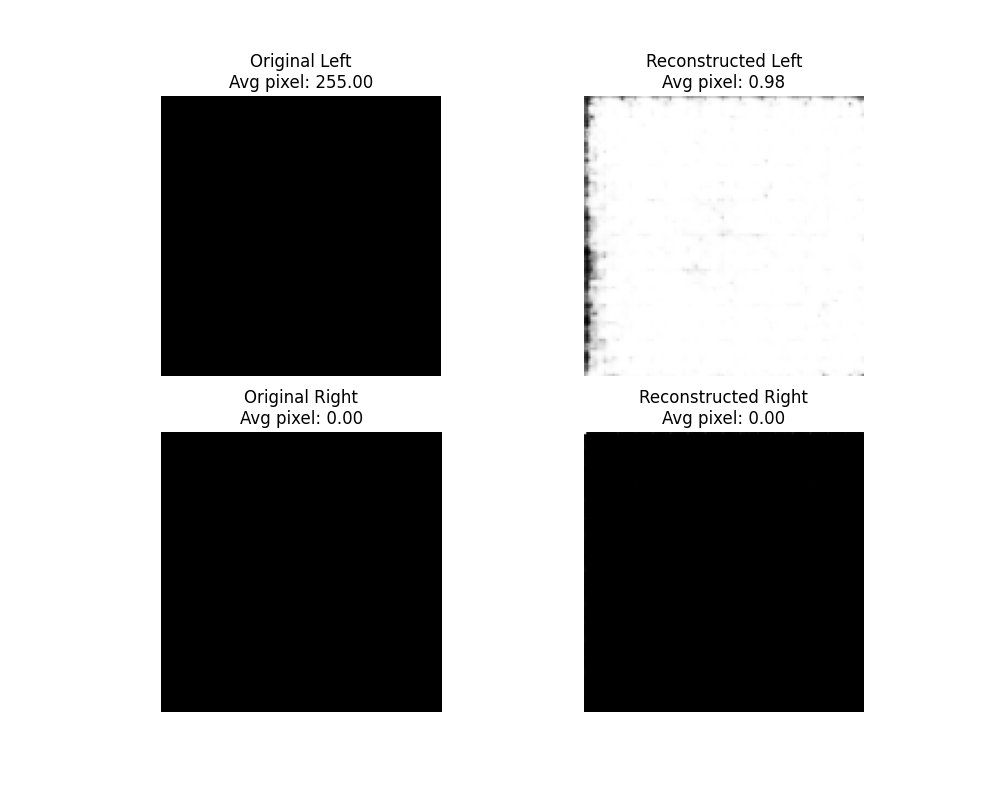 Original Left
Avg pixel: 255.00
Reconstructed Left
Avg pixel: 0.98
Original Right
Avg pixel: 0.00
Reconstructed Right
Avg pixel: 0.00